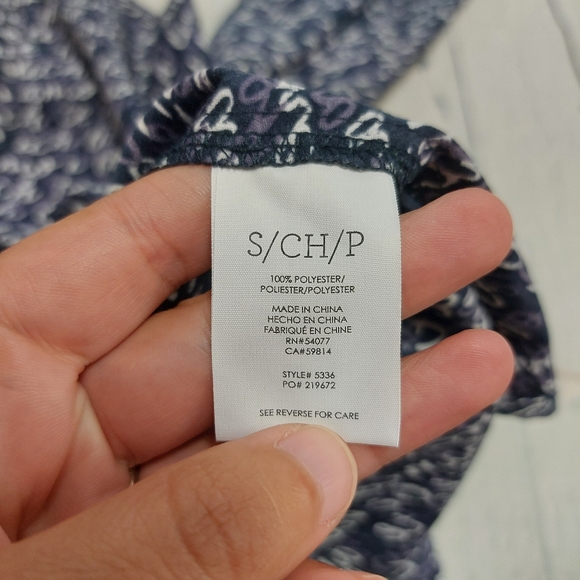 S/CH/P
100% POLYESTER/
POLIESTER/POLYESTER
MADE IN CHINA
HECHO EN CHINA
FABRIQUÉ EN CHINE
RN#54077
CA#59814
STYLE# 5336
PO# 219672
SEE REVERSE FOR CARE